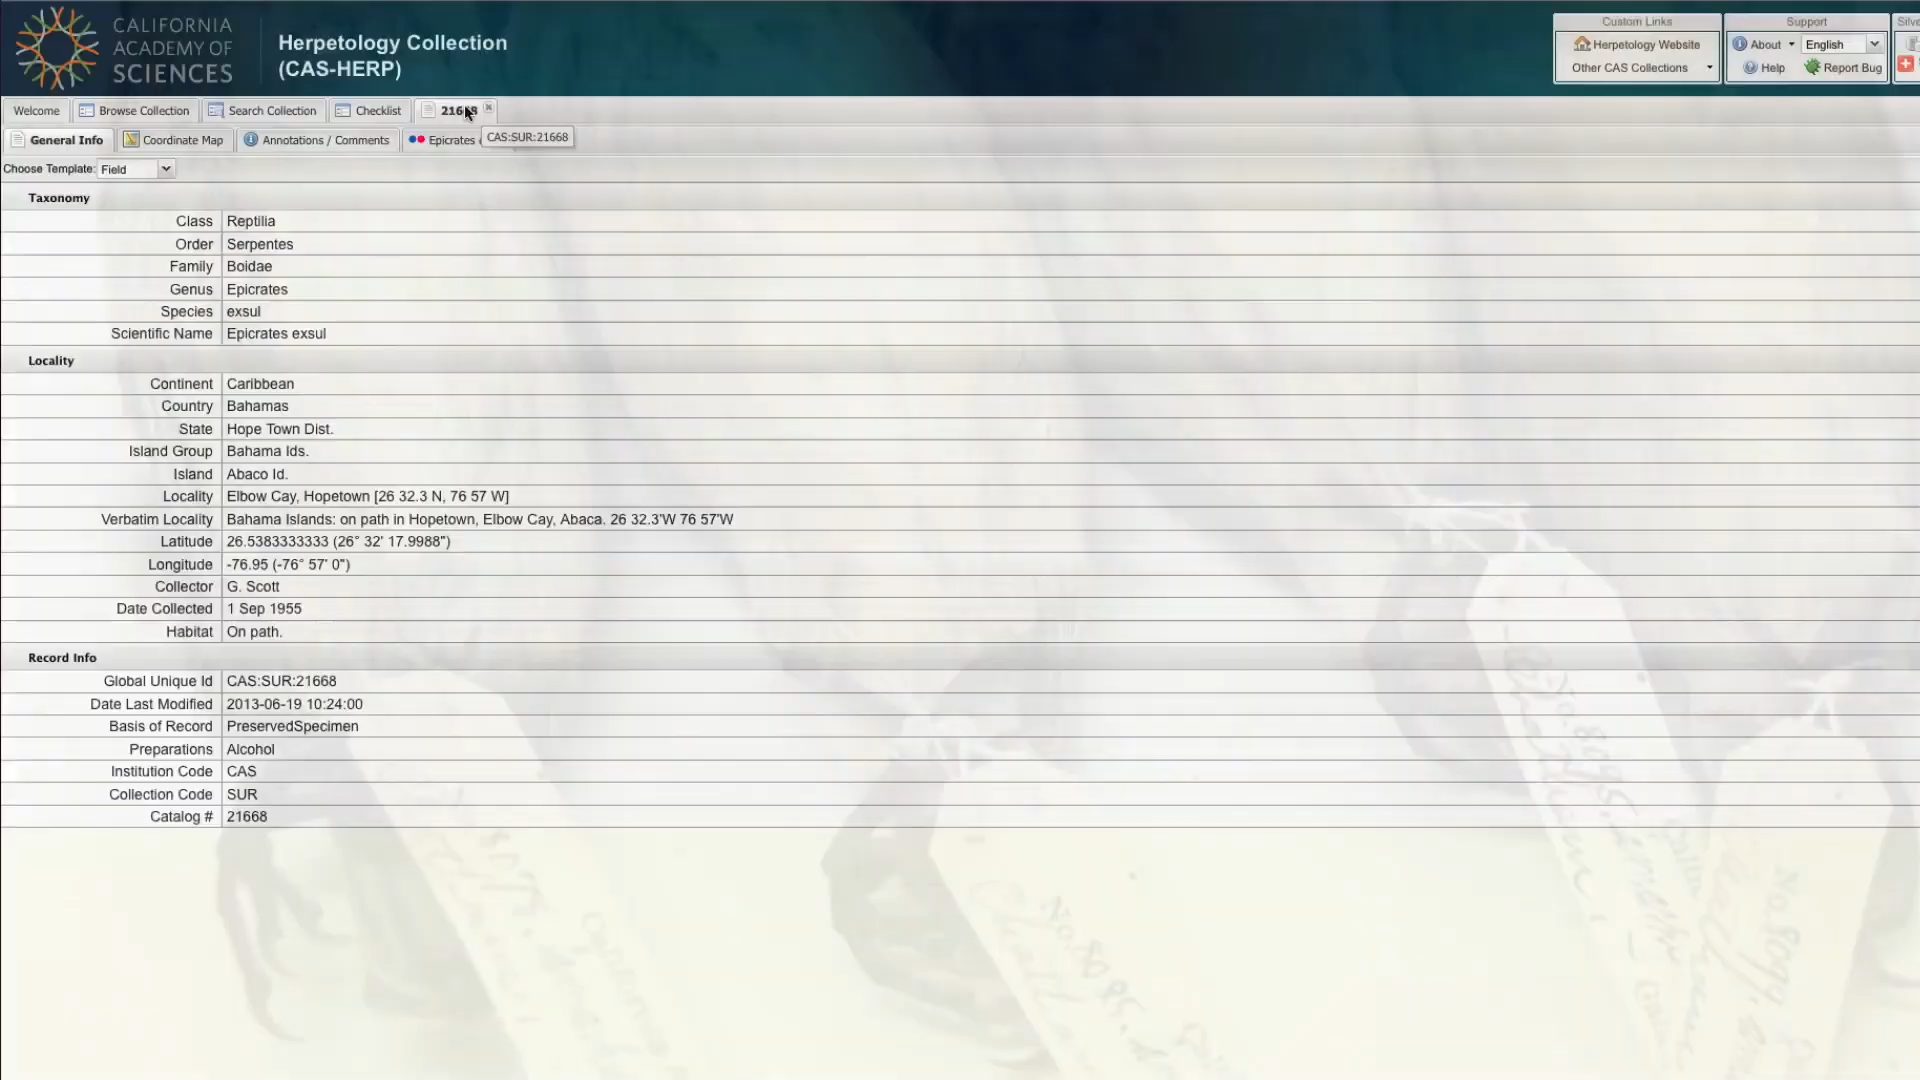 CALIFORNIA
ACADEMY OF
SCIENCES
Herpetology Collection
(CAS-HERP)
Custom Links
Herpetology Website
Other CAS Collections
Support
About English
Help Report Bug
Welcome Browse Collection Search Collection Checklist
General Info Coordinate Map Annotations / Comments Epicrates CAS:SUR:21668
Choose Template: Field
Taxonomy
Class Reptilia
Order Serpentes
Family Boidae
Genus Epicrates
Species exsul
Scientific Name Epicrates exsul
Locality
Continent Caribbean
Country Bahamas
State Hope Town Dist.
Island Group Bahama Ids.
Island Abaco Id.
Locality Elbow Cay, Hopetown [26 32.3 N, 76 57 W]
Verbatim Locality Bahama Islands: on path in Hopetown, Elbow Cay, Abaca. 26 32.3'W 76 57'W
Latitude 26.5383333333 (26° 32' 17.9988")
Longitude -76.95 (-76° 57' 0")
Collector G. Scott
Date Collected 1 Sep 1955
Habitat On path.
Record Info
Global Unique Id CAS:SUR:21668
Date Last Modified 2013-06-19 10:24:00
Basis of Record PreservedSpecimen
Preparations Alcohol
Institution Code CAS
Collection Code SUR
Catalog # 21668